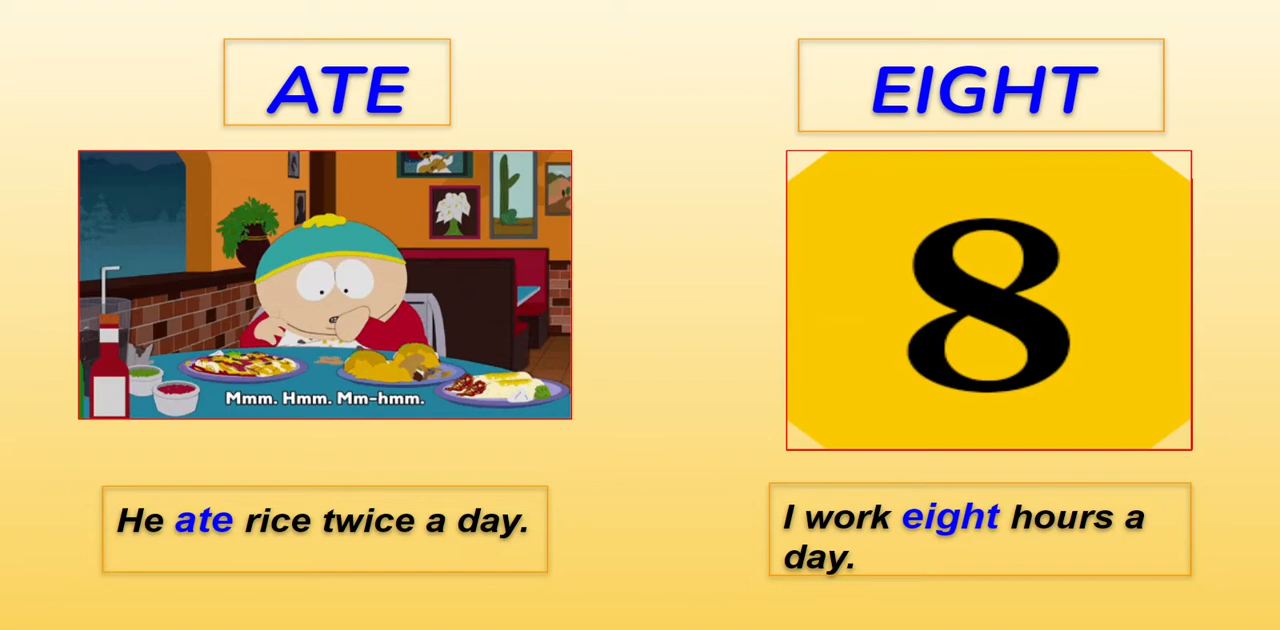 ATE
EIGHT
Mmm. Hmm. Mm-hmm.
8
He ate rice twice a day.
I work eight hours a
day.